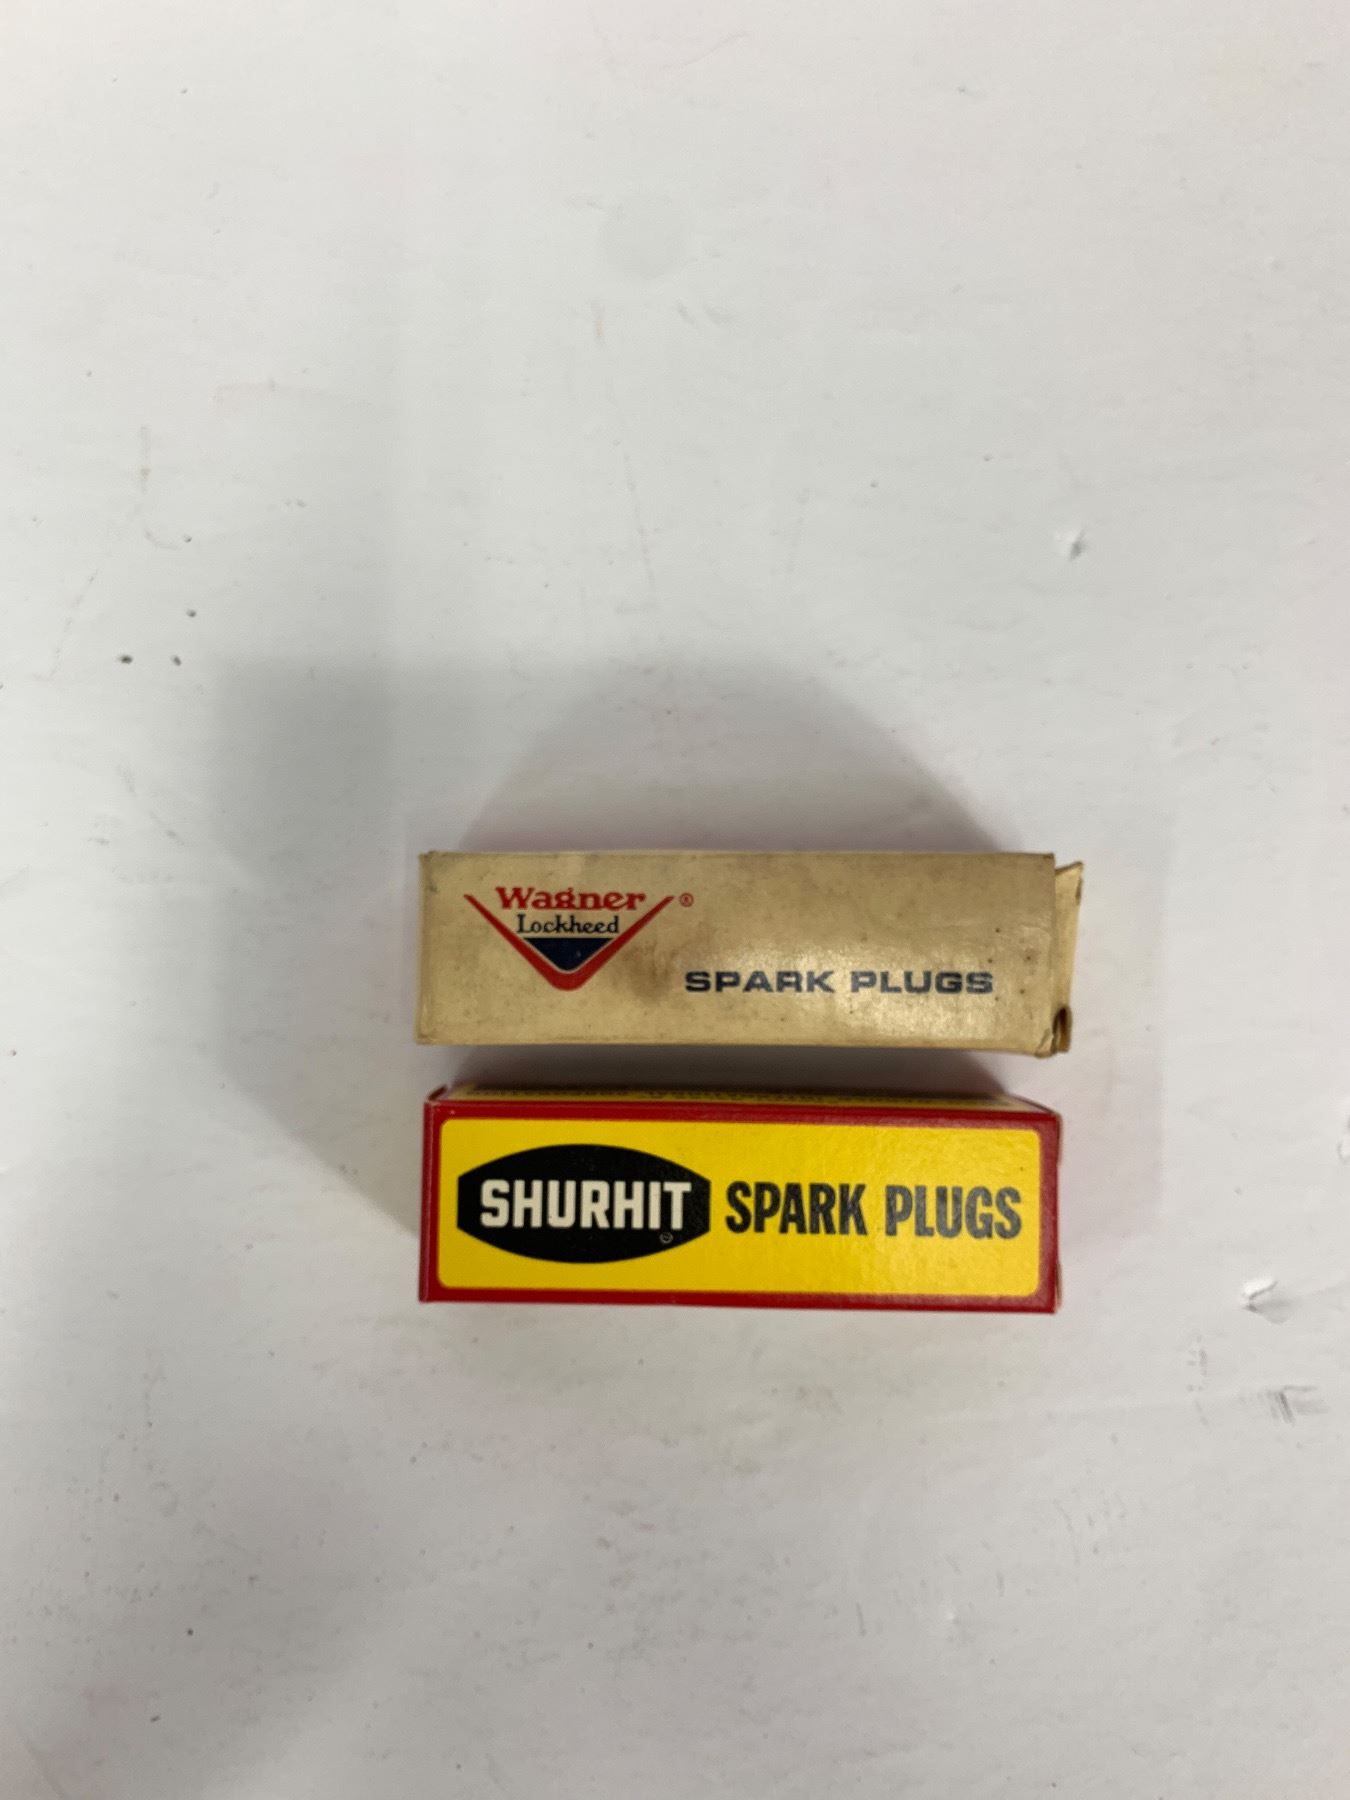 Wagner ®
Lockheed
SPARK PLUGS
SHURHIT SPARK PLUGS